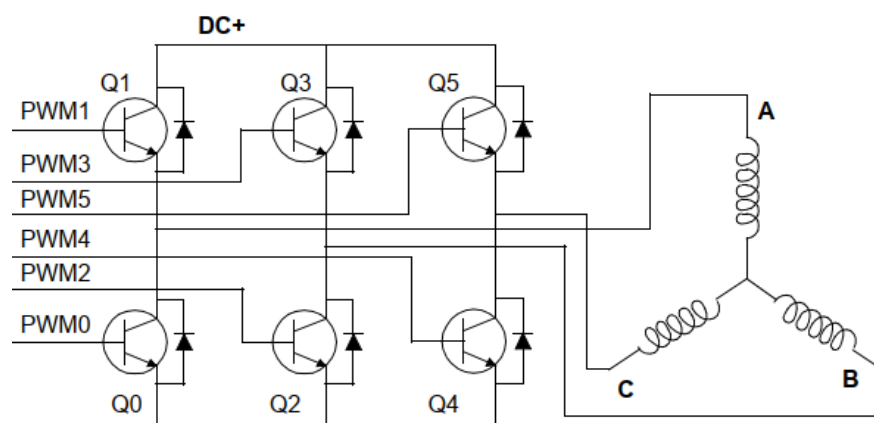 DC+
Q1 Q3 Q5
PWM1
A
PWM3
PWM5
PWM4
PWM2
PWM0
C B
Q0 Q2 Q4